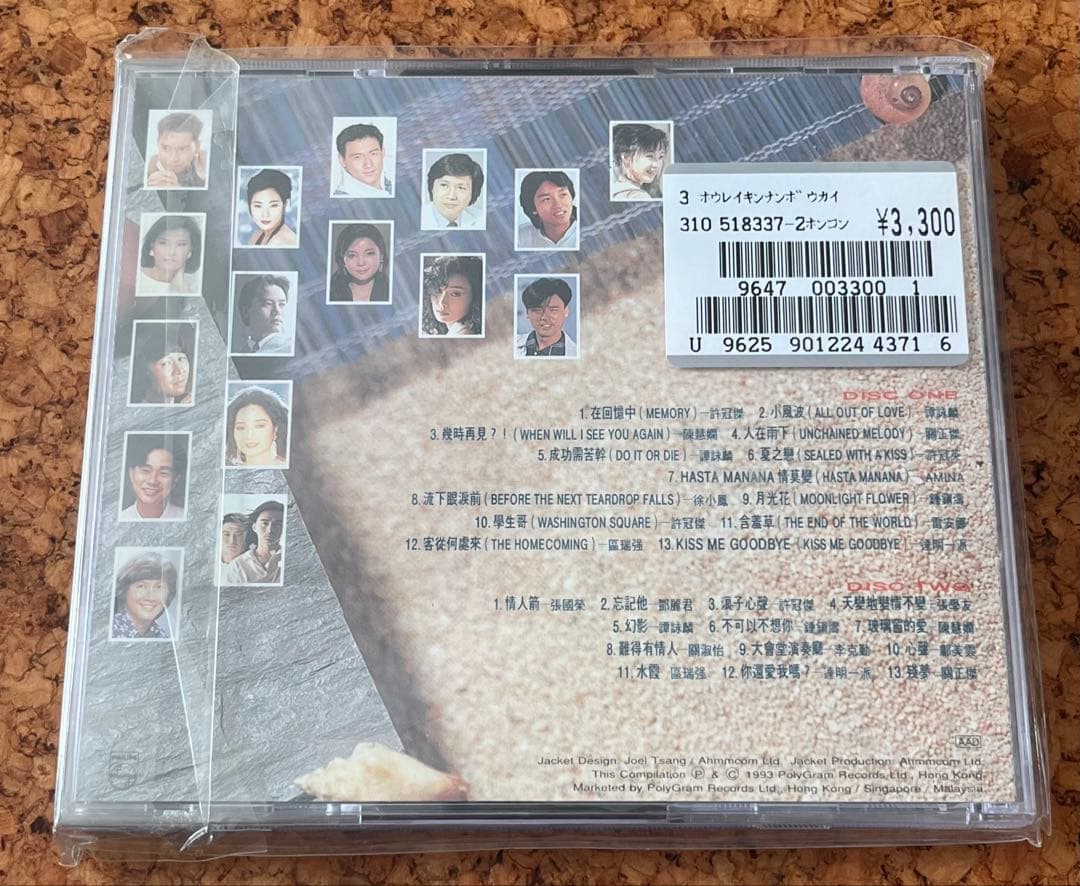 3 オウレイキンナンボﾞウカイ
310 518337-2ホンコン ¥3,300
9647 003300 1
U 9625 901224 4371 6
DISC ONE
1. 在回憶中 (MEMORY) — 許冠傑 2. 小風波 (ALL OUT OF LOVE) — 譚詠麟
3. 幾時再見？！ (WHEN WILL I SEE YOU AGAIN) — 陳慧嫻 4. 人在雨下 (UNCHAINED MELODY) — 關正傑
5. 成功需苦幹 (DO IT OR DIE) — 譚詠麟 6. 夏之戀 (SEALED WITH A KISS) — 許冠英
7. HASTA MANANA 情莫變 (HASTA MANANA) — AMINA
8. 流下眼淚前 (BEFORE THE NEXT TEARDROP FALLS) — 徐小鳳 9. 月光花 (MOONLIGHT FLOWER) — 鍾鎮濤
10. 學生哥 (WASHINGTON SQUARE) — 許冠傑 11. 含羞草 (THE END OF THE WORLD) — 雷安娜
12. 客從何處來 (THE HOMECOMING) — 區瑞强 13. KISS ME GOODBYE (KISS ME GOODBYE) — 達明一派
DISC TWO
1. 情人箭 — 張國榮 2. 忘記他 — 鄧麗君 3. 浪子心聲 — 許冠傑 4. 天變地變情不變 — 張學友
5. 幻影 — 譚詠麟 6. 不可以不想你 — 鍾鎮濤 7. 玻璃窗的愛 — 陳慧嫻
8. 難得有情人 — 關淑怡 9. 大會堂演奏廳 — 李克勤 10. 心聲 — 鄺美雲
11. 水霞 — 區瑞强 12. 你還愛我嗎？ — 達明一派 13. 殘夢 — 關正傑
AAD
PHILIPS
Jacket Design: Joel Tsang / Ahmmcom Ltd. Jacket Production: Ahmmcom Ltd.
This Compilation Ⓟ & © 1993 PolyGram Records Ltd., Hong Kong.
Marketed by PolyGram Records Ltd., Hong Kong / Singapore / Malaysia.